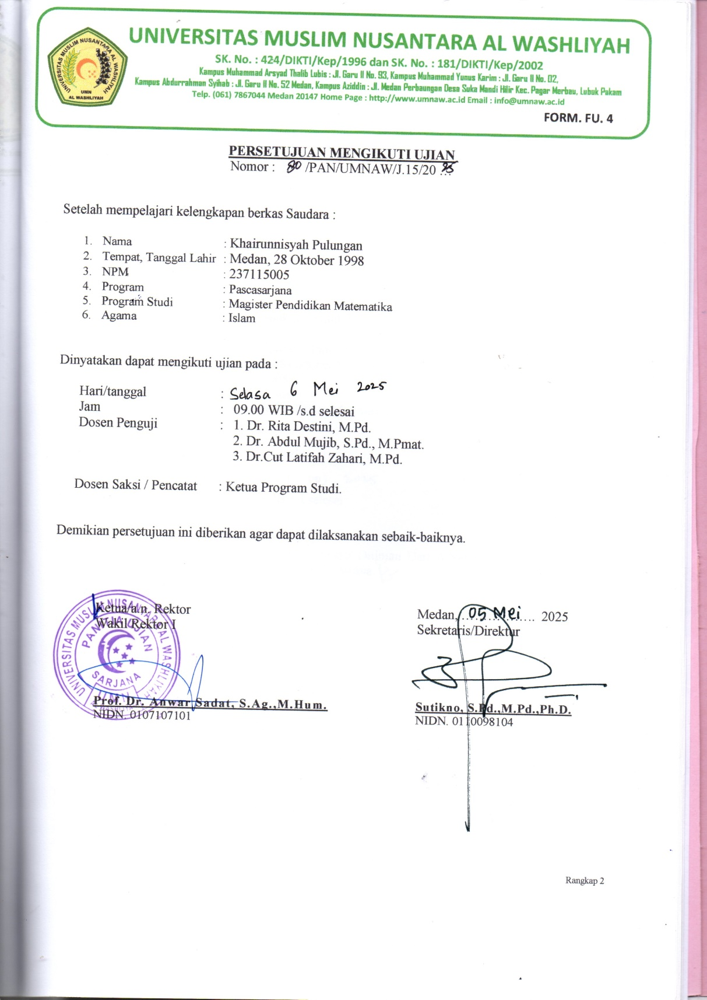 UNIVERSITAS MUSLIM NUSANTARA AL WASHLIYAH
SK. No. : 424/DIKTI/Kep/1996 dan SK. No. : 181/DIKTI/Kep/2002
Kampus Muhammad Arsyad Thalib Lubis : Jl. Garu II No. 93, Kampus Muhammad Yunus Karim : Jl. Garu II No. 02,
Kampus Abdurrahman Syihab : Jl. Garu II No. 52 Medan, Kampus Aziddin : Jl. Medan Perbaungan Desa Suka Mandi Hilir Kec. Pagar Merbau, Lubuk Pakam
Telp. (061) 7867044 Medan 20147 Home Page : http://www.umnaw.ac.id Email : info@umnaw.ac.id
FORM. FU. 4
UNIVERSITAS MUSLIM NUSANTARA AL WASHLIYAH
UMN
AL WASHLIYAH
PERSETUJUAN MENGIKUTI UJIAN
Nomor : 80 /PAN/UMNAW/J.15/20 25
Setelah mempelajari kelengkapan berkas Saudara :
1. Nama : Khairunnisyah Pulungan
2. Tempat, Tanggal Lahir : Medan, 28 Oktober 1998
3. NPM : 237115005
4. Program : Pascasarjana
5. Program Studi : Magister Pendidikan Matematika
6. Agama : Islam
Dinyatakan dapat mengikuti ujian pada :
Hari/tanggal : Selasa 6 Mei 2025
Jam : 09.00 WIB /s.d selesai
Dosen Penguji : 1. Dr. Rita Destini, M.Pd.
2. Dr. Abdul Mujib, S.Pd., M.Pmat.
3. Dr.Cut Latifah Zahari, M.Pd.
Dosen Saksi / Pencatat : Ketua Program Studi.
Demikian persetujuan ini diberikan agar dapat dilaksanakan sebaik-baiknya.
Ketua/a.n. Rektor
Wakil Rektor I
UNIVERSITAS MUSLIM NUSANTARA AL WASHLIYAH
PANITIA UJIAN
SARJANA
UMN
Prof. Dr. Anwar Sadat, S.Ag.,M.Hum.
NIDN. 0107107101
Medan, 05 Mei 2025
Sekretaris/Direktur
Sutikno, S.Pd.,M.Pd.,Ph.D.
NIDN. 0110098104
Rangkap 2